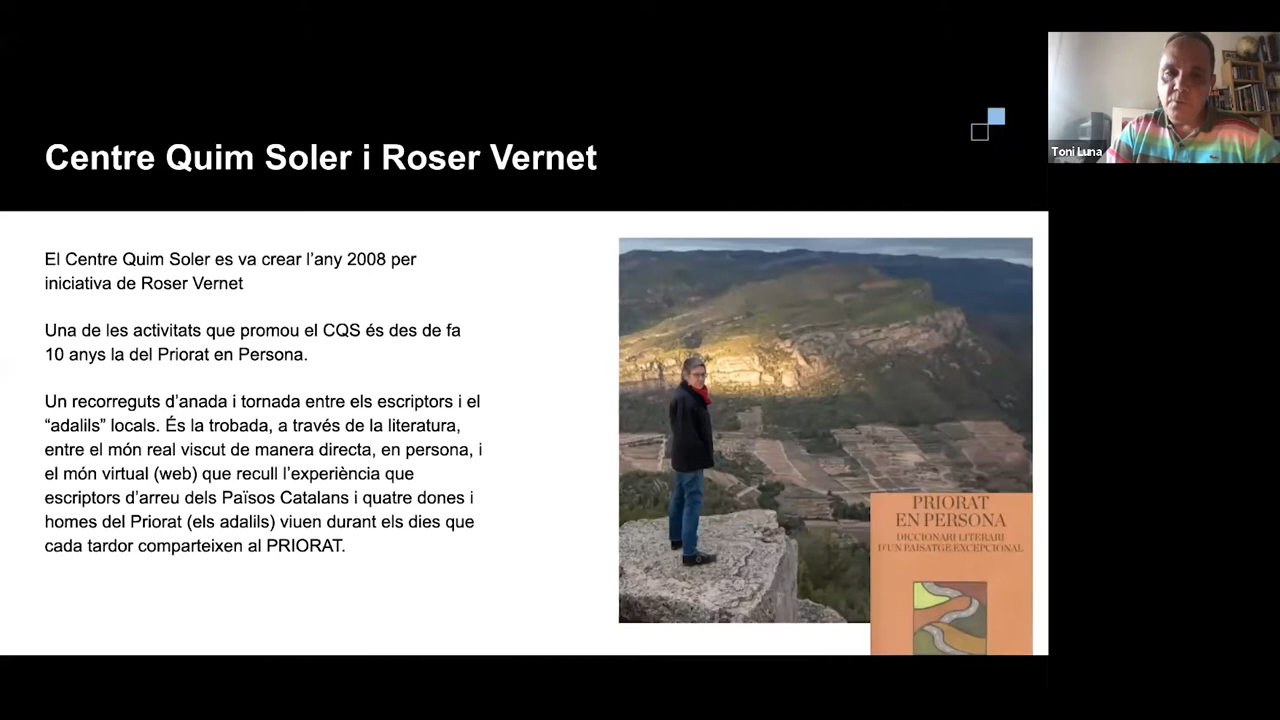 Centre Quim Soler i Roser Vernet
Toni Luna
El Centre Quim Soler es va crear l’any 2008 per
iniciativa de Roser Vernet
Una de les activitats que promou el CQS és des de fa
10 anys la del Priorat en Persona.
Un recorreguts d’anada i tornada entre els escriptors i el
“adalils” locals. És la trobada, a través de la literatura,
entre el món real viscut de manera directa, en persona, i
el món virtual (web) que recull l’experiència que
escriptors d’arreu dels Països Catalans i quatre dones i
homes del Priorat (els adalils) viuen durant els dies que
cada tardor comparteixen al PRIORAT.
PRIORAT
EN PERSONA
DICCIONARI LITERARI
D'UN PAISATGE EXCEPCIONAL